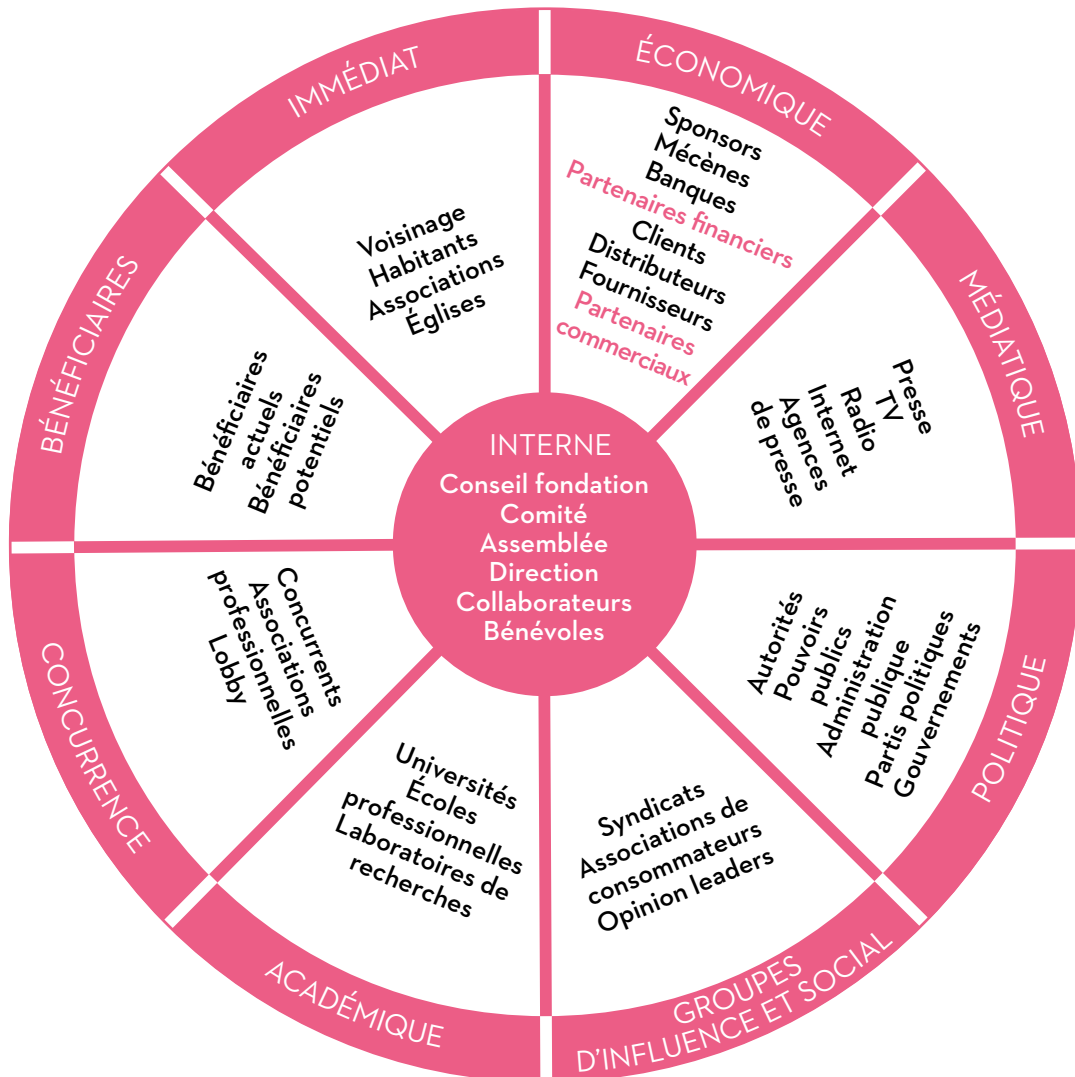 IMMÉDIAT
Voisinage
Habitants
Associations
Églises
ÉCONOMIQUE
Sponsors
Mécènes
Banques
Partenaires financiers
Clients
Distributeurs
Fournisseurs
Partenaires
commerciaux
MÉDIATIQUE
Presse
TV
Radio
Internet
Agences
de presse
POLITIQUE
Autorités
Pouvoirs
publics
Administration
publique
Partis politiques
Gouvernements
GROUPES
D'INFLUENCE ET SOCIAL
Syndicats
Associations de
consommateurs
Opinion leaders
ACADÉMIQUE
Universités
Écoles
professionnelles
Laboratoires de
recherches
CONCURRENCE
Concurrents
Associations
professionnelles
Lobby
BÉNÉFICIAIRES
Bénéficiaires
actuels
Bénéficiaires
potentiels
INTERNE
Conseil fondation
Comité
Assemblée
Direction
Collaborateurs
Bénévoles